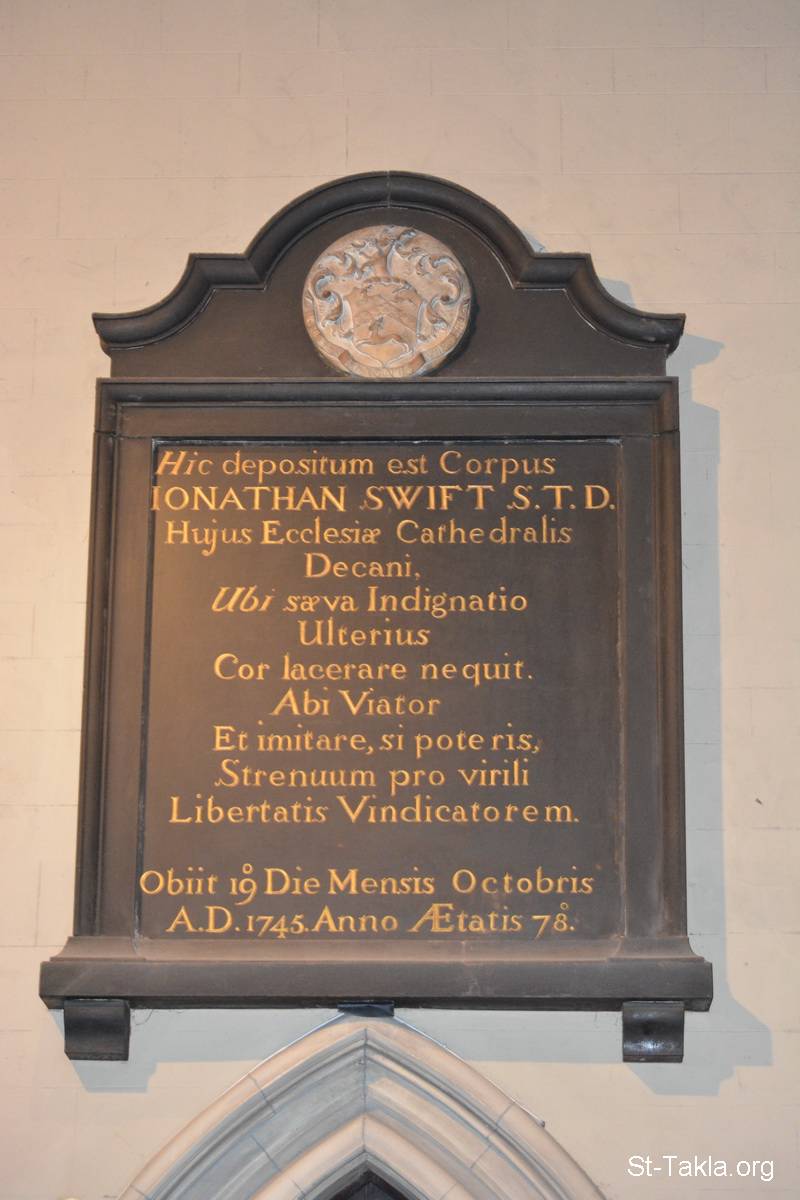 Hic depositum est Corpus
IONATHAN SWIFT S.T.D.
Hujus Ecclesiæ Cathedralis
Decani,
Ubi sæva Indignatio
Ulterius
Cor lacerare nequit.
Abi Viator
Et imitare, si poteris,
Strenuum pro virili
Libertatis Vindicatorem.
Obiit 19º Die Mensis Octobris
A.D. 1745. Anno Ætatis 78º.
St-Takla.org